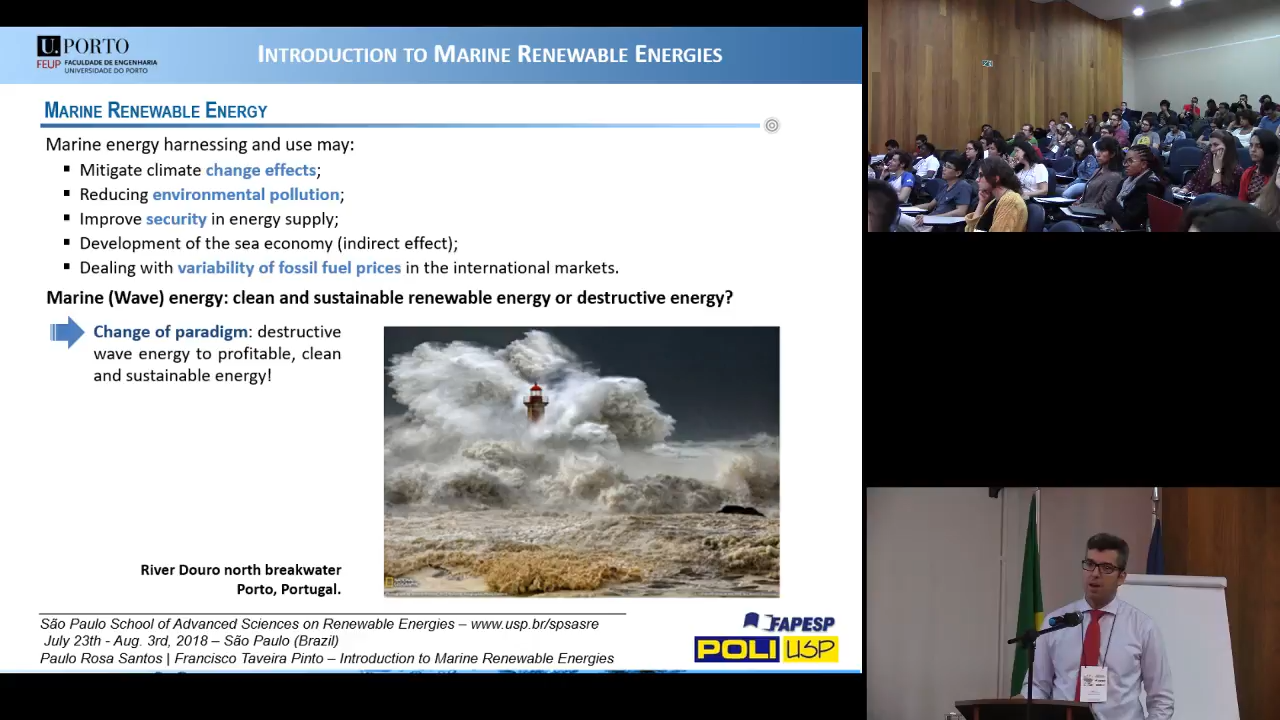 U.PORTO
FEUP FACULDADE DE ENGENHARIA
UNIVERSIDADE DO PORTO
INTRODUCTION TO MARINE RENEWABLE ENERGIES
MARINE RENEWABLE ENERGY
Marine energy harnessing and use may:
▪ Mitigate climate change effects;
▪ Reducing environmental pollution;
▪ Improve security in energy supply;
▪ Development of the sea economy (indirect effect);
▪ Dealing with variability of fossil fuel prices in the international markets.
Marine (Wave) energy: clean and sustainable renewable energy or destructive energy?
Change of paradigm: destructive
wave energy to profitable, clean
and sustainable energy!
River Douro north breakwater
Porto, Portugal.
São Paulo School of Advanced Sciences on Renewable Energies – www.usp.br/spsasre
July 23th - Aug. 3rd, 2018 – São Paulo (Brazil)
Paulo Rosa Santos | Francisco Taveira Pinto – Introduction to Marine Renewable Energies
FAPESP
POLI USP